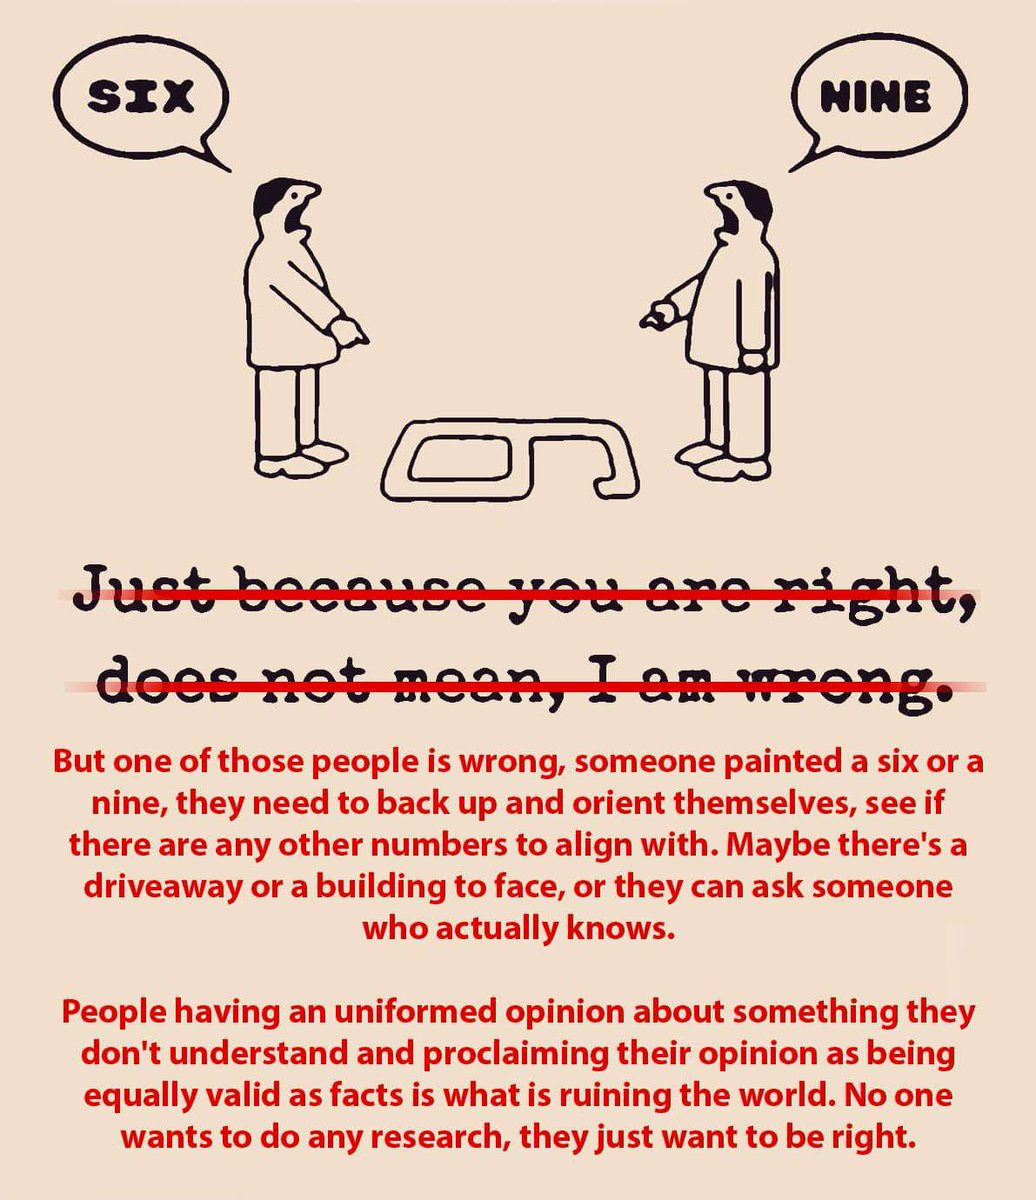 SIX
NINE
Just because you are right,
does not mean, I am wrong.
But one of those people is wrong, someone painted a six or a
nine, they need to back up and orient themselves, see if
there are any other numbers to align with. Maybe there's a
driveaway or a building to face, or they can ask someone
who actually knows.
People having an uniformed opinion about something they
don't understand and proclaiming their opinion as being
equally valid as facts is what is ruining the world. No one
wants to do any research, they just want to be right.